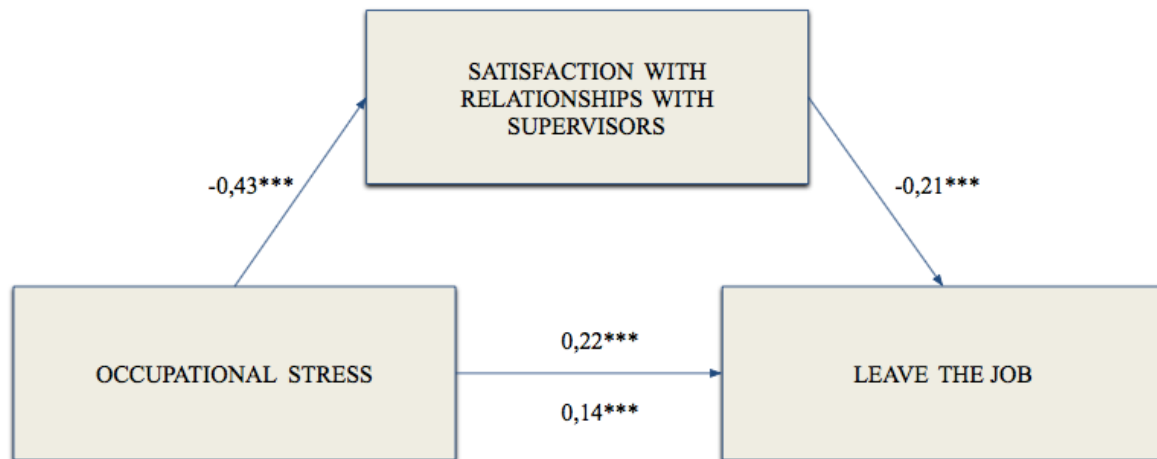 SATISFACTION WITH
RELATIONSHIPS WITH
SUPERVISORS
-0,43***
-0,21***
OCCUPATIONAL STRESS
0,22***
0,14***
LEAVE THE JOB